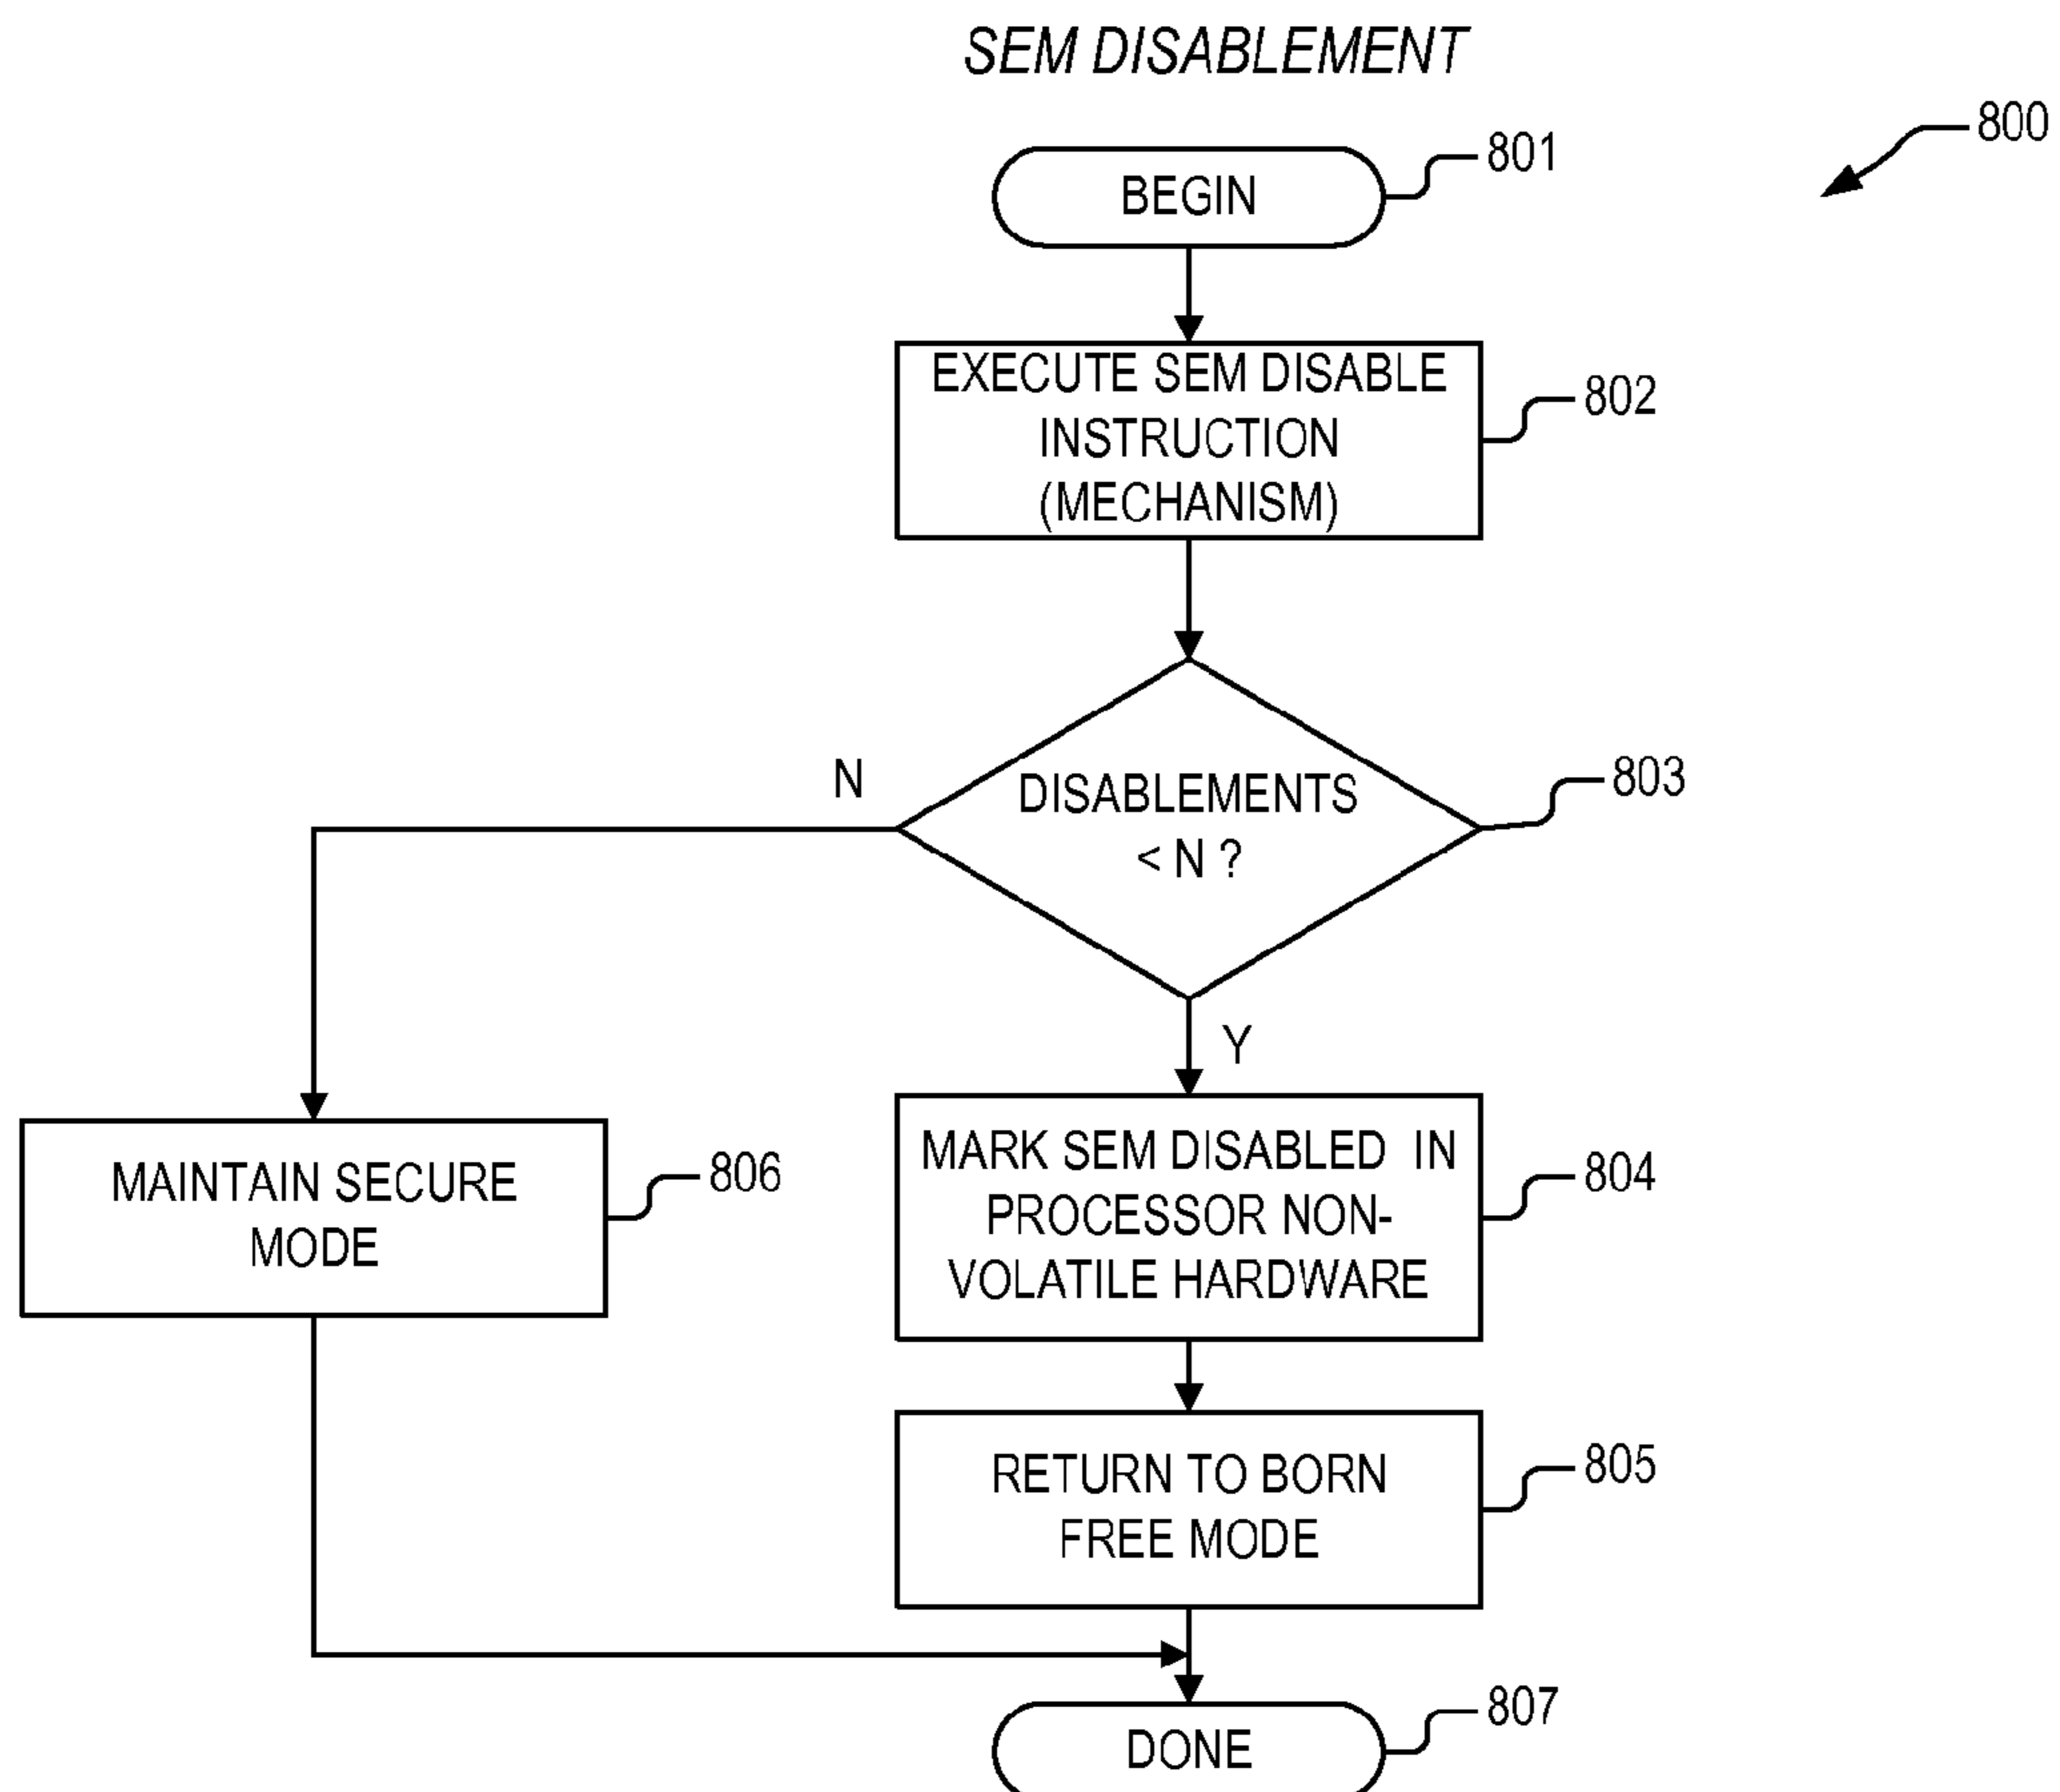 SEM DISABLEMENT
800
801
BEGIN
EXECUTE SEM DISABLE
INSTRUCTION
(MECHANISM)
802
N
DISABLEMENTS
< N ?
803
Y
MAINTAIN SECURE
MODE
806
MARK SEM DISABLED IN
PROCESSOR NON-
VOLATILE HARDWARE
804
RETURN TO BORN
FREE MODE
805
DONE
807